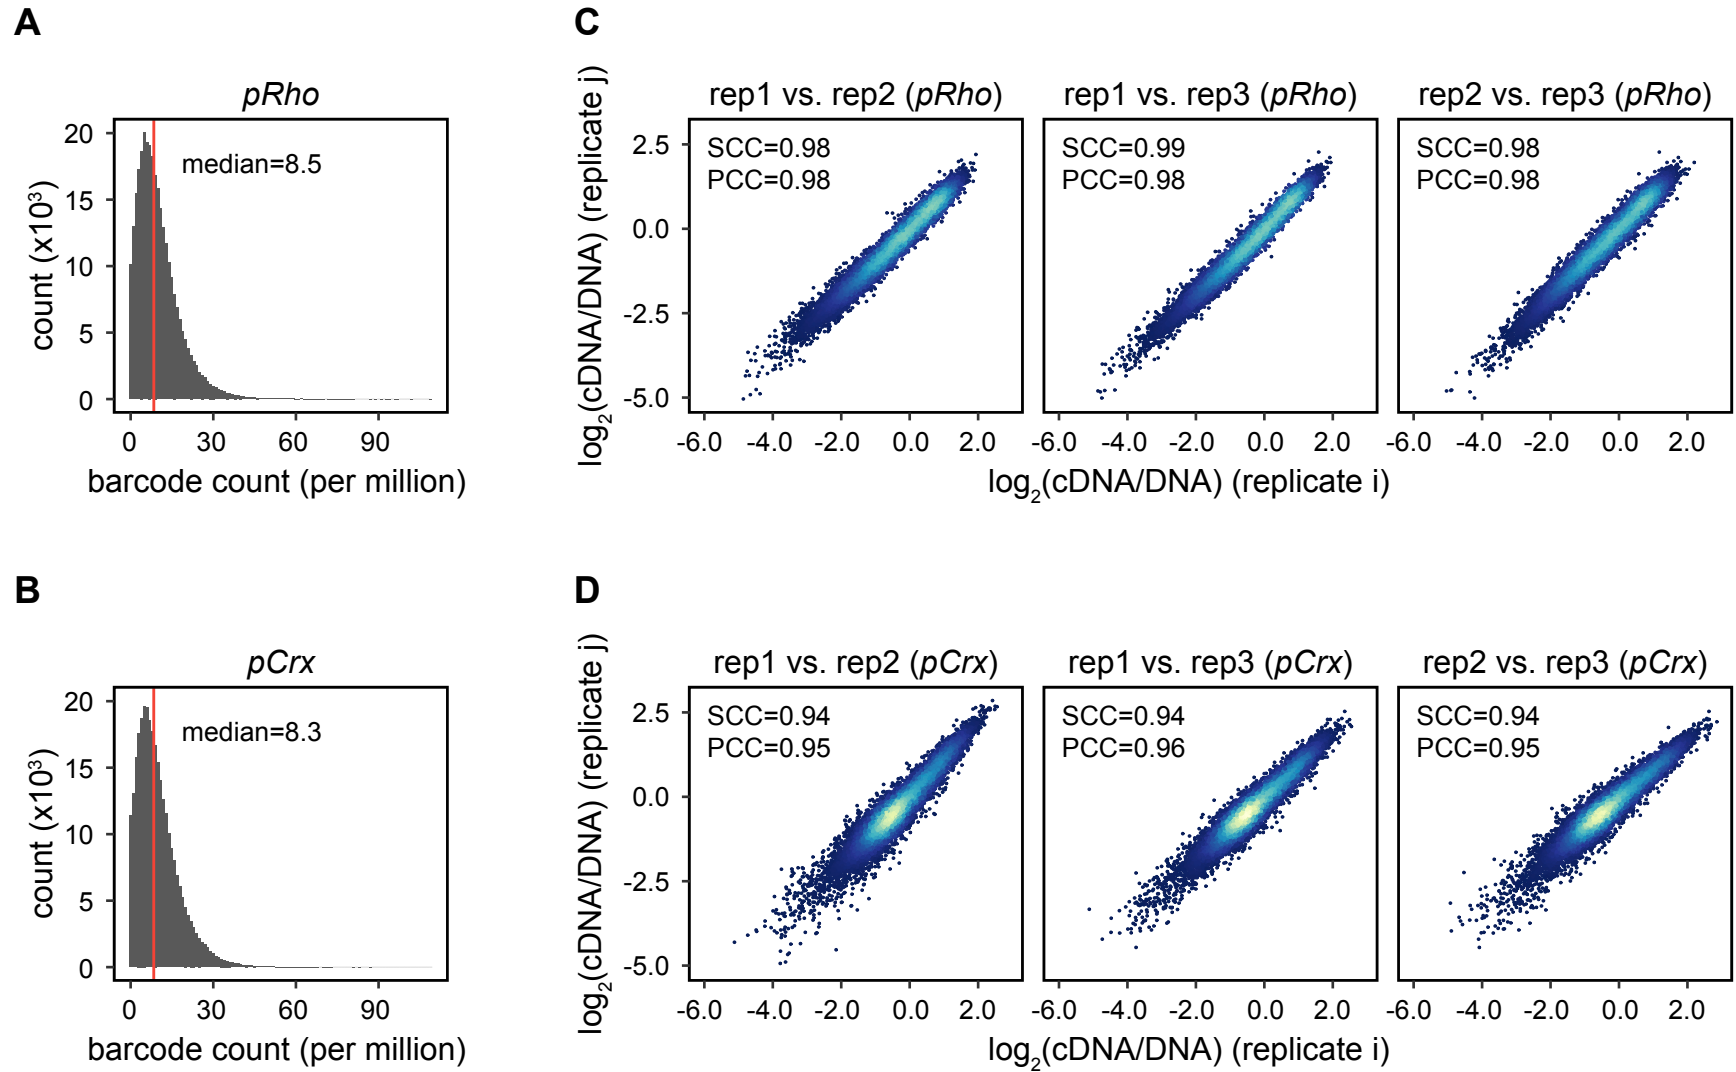 A
pRho
median=8.5
count (x10³)
20
15
10
5
0
0 30 60 90
barcode count (per million)
B
pCrx
median=8.3
count (x10³)
20
15
10
5
0
0 30 60 90
barcode count (per million)
C
rep1 vs. rep2 (pRho)
SCC=0.98
PCC=0.98
rep1 vs. rep3 (pRho)
SCC=0.99
PCC=0.98
rep2 vs. rep3 (pRho)
SCC=0.98
PCC=0.98
log₂(cDNA/DNA) (replicate j)
2.5
0.0
-2.5
-5.0
-6.0 -4.0 -2.0 0.0 2.0
-6.0 -4.0 -2.0 0.0 2.0
-6.0 -4.0 -2.0 0.0 2.0
log₂(cDNA/DNA) (replicate i)
D
rep1 vs. rep2 (pCrx)
SCC=0.94
PCC=0.95
rep1 vs. rep3 (pCrx)
SCC=0.94
PCC=0.96
rep2 vs. rep3 (pCrx)
SCC=0.94
PCC=0.95
log₂(cDNA/DNA) (replicate j)
2.5
0.0
-2.5
-5.0
-6.0 -4.0 -2.0 0.0 2.0
-6.0 -4.0 -2.0 0.0 2.0
-6.0 -4.0 -2.0 0.0 2.0
log₂(cDNA/DNA) (replicate i)